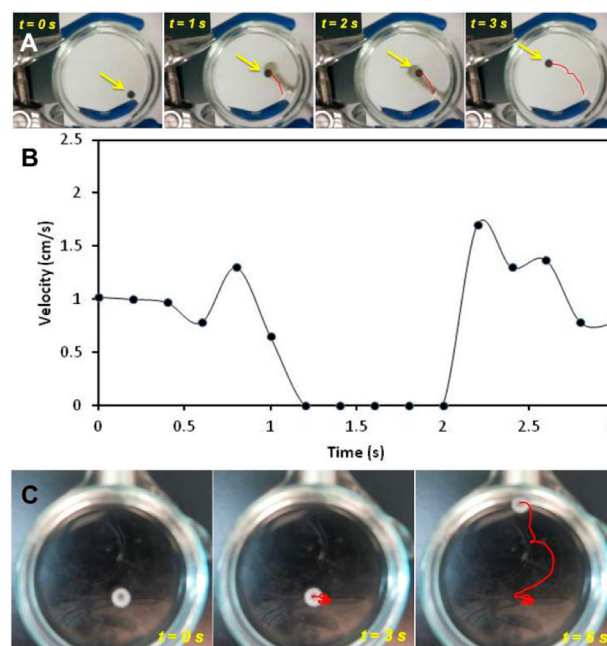 t = 0 s
t = 1 s
t = 2 s
t = 3 s
A
B
2.5
2
1.5
1
0.5
0
Velocity (cm/s)
0
0.5
1
1.5
2
2.5
Time (s)
C
t = 0 s
t = 3 s
t = 6 s